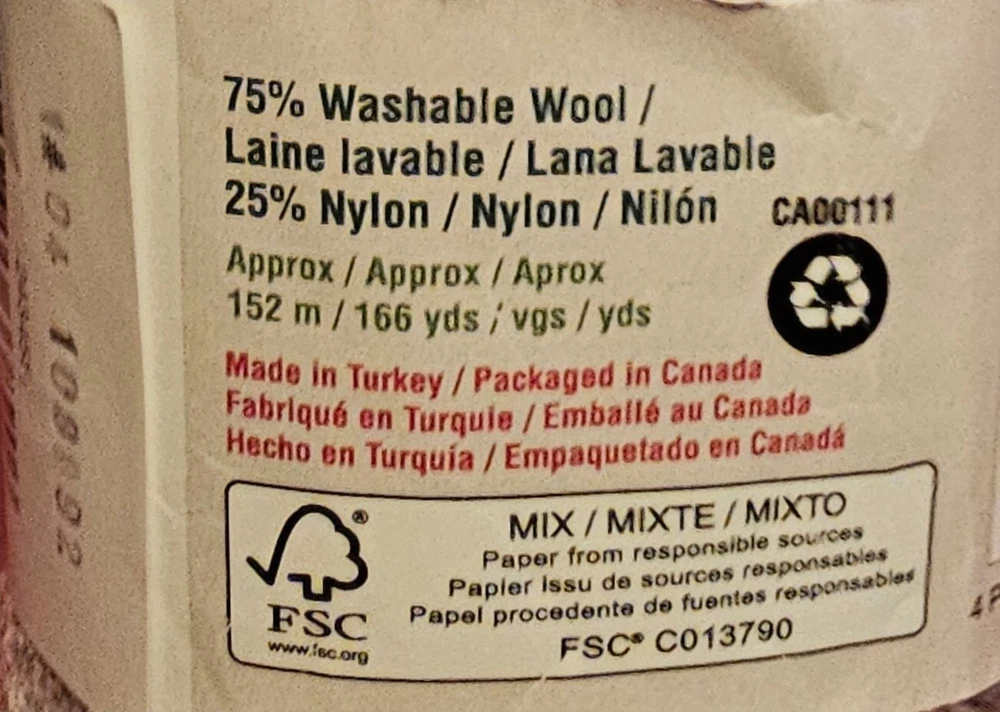 75% Washable Wool /
Laine lavable / Lana Lavable
25% Nylon / Nylon / Nilón
CA00111
Approx / Approx / Aprox
152 m / 166 yds / vgs / yds
Made in Turkey / Packaged in Canada
Fabriqué en Turquie / Emballé au Canada
Hecho en Turquía / Empaquetado en Canadá
MIX / MIXTE / MIXTO
Paper from responsible sources
Papier issu de sources responsables
Papel procedente de fuentes responsables
FSC® C013790
®
FSC
www.fsc.org